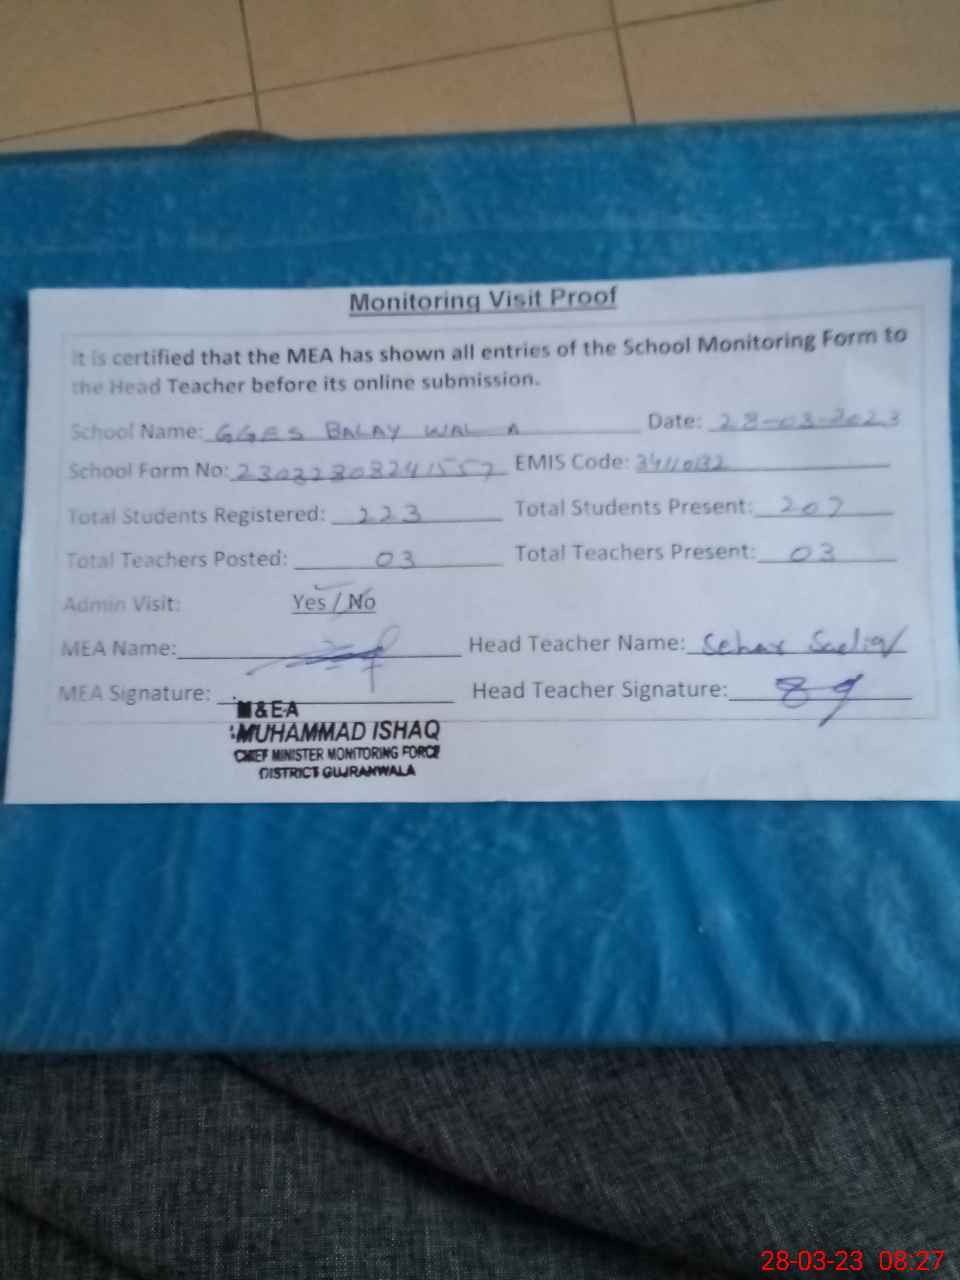 Monitoring Visit Proof
It is certified that the MEA has shown all entries of the School Monitoring Form to
the Head Teacher before its online submission.
School Name: GGES BALAY WALA Date: 28-03-2023
School Form No: 23032808241557 EMIS Code:
Total Students Registered: 223 Total Students Present: 207
Total Teachers Posted: 03 Total Teachers Present: 03
Admin Visit: Yes / No
MEA Name: Head Teacher Name: Sehar
MEA Signature: Head Teacher Signature:
M&EA
MUHAMMAD ISHAQ
CHIEF MINISTER MONITORING FORCE
DISTRICT GUJRANWALA
28-03-23 08:27